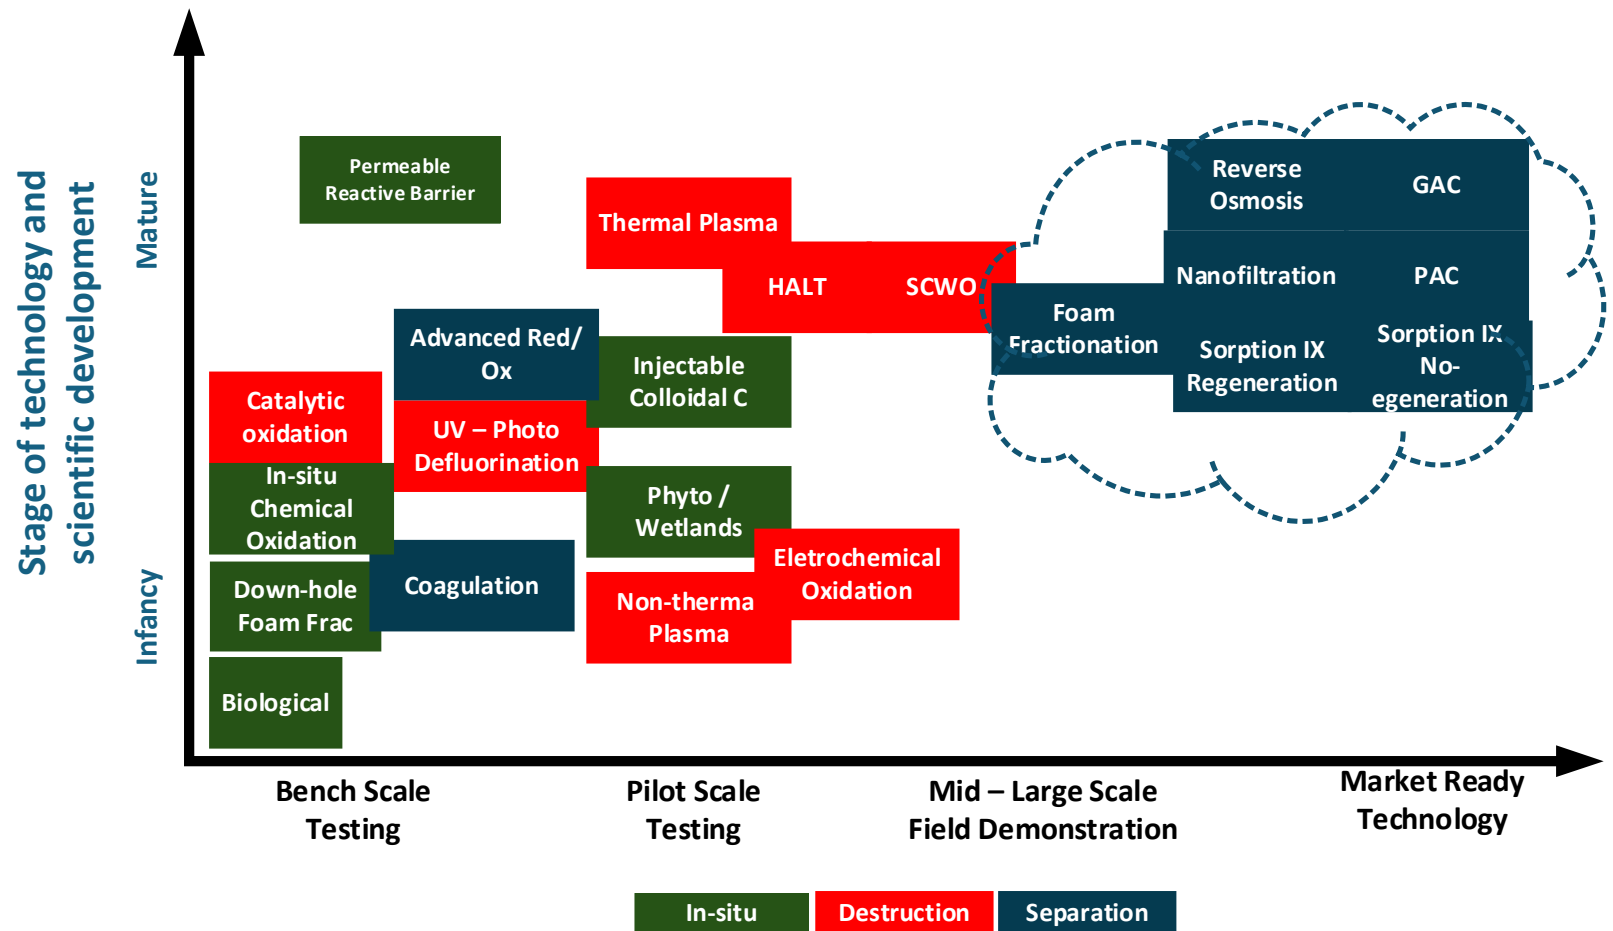 Stage of technology and
scientific development
Mature
Infancy
Permeable
Reactive Barrier
Thermal Plasma
HALT
SCWO
Reverse
Osmosis
GAC
Nanofiltration
PAC
Foam
Fractionation
Sorption IX
Regeneration
Sorption IX
No-
egeneration
Advanced Red/
Ox
Injectable
Colloidal C
Catalytic
oxidation
UV – Photo
Defluorination
In-situ
Chemical
Oxidation
Phyto /
Wetlands
Eletrochemical
Oxidation
Down-hole
Foam Frac
Coagulation
Non-therma
Plasma
Biological
Bench Scale
Testing
Pilot Scale
Testing
Mid – Large Scale
Field Demonstration
Market Ready
Technology
In-situ
Destruction
Separation